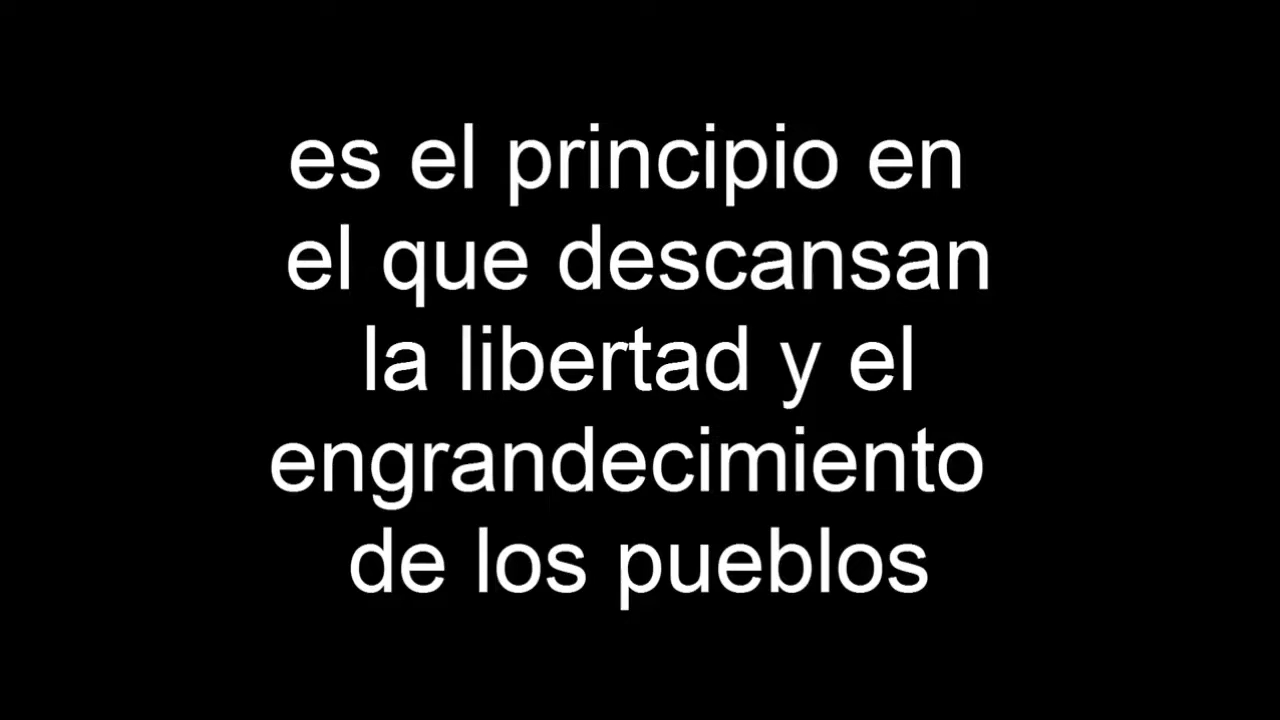 es el principio en
el que descansan
la libertad y el
engrandecimiento
de los pueblos